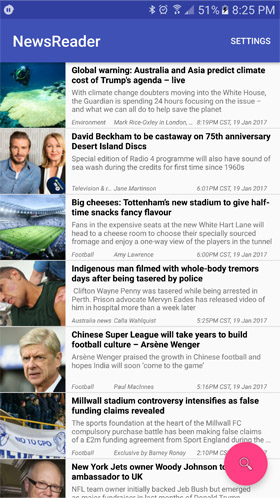 51% 8:25 PM
NewsReader
SETTINGS
Global warning: Australia and Asia predict climate
cost of Trump's agenda – live
With climate change doubters moving into the White House,
the Guardian is spending 24 hours focusing on the issue –
and what we can all do to help save the planet
Environment Mark Rice-Oxley in London, … 8:19PM CST, 19 Jan 2017
David Beckham to be castaway on 75th anniversary
Desert Island Discs
Special edition of Radio 4 programme will also have sound of
sea wash during the credits for first time since 1960s
Television & r… Jane Martinson 6:01PM CST, 19 Jan 2017
Big cheeses: Tottenham's new stadium to give half-
time snacks fancy flavour
Fans in the expensive seats at the new White Hart Lane will
head to a cheese room to choose their specially sourced
fromage and enjoy a one-way view of the players in the tunnel
Football Amy Lawrence 6:00PM CST, 19 Jan 2017
Indigenous man filmed with whole-body tremors
days after being tasered by police
Clifton Wayne Penny was tasered while being arrested in
Perth. Prison advocate Mervyn Eades has released video of
him in hospital more than a week later
Australia news Calla Wahlquist 5:25PM CST, 19 Jan 2017
Chinese Super League will take years to build
football culture – Arsène Wenger
Arsène Wenger praised the growth in Chinese football and
hopes India will soon 'come to the game'
Football Paul MacInnes 5:16PM CST, 19 Jan 2017
Millwall stadium controversy intensifies as false
funding claims revealed
The sports foundation at the centre of the Millwall FC
compulsory purchase battle has been making false claims
of a £2m funding agreement from Sport England during the…
Football Exclusive by Barney Ronay 2:10PM CST, 19 Jan
New York Jets owner Woody Johnson to
ambassador to UK
NFL team owner initially backed Jeb Bush but emerged